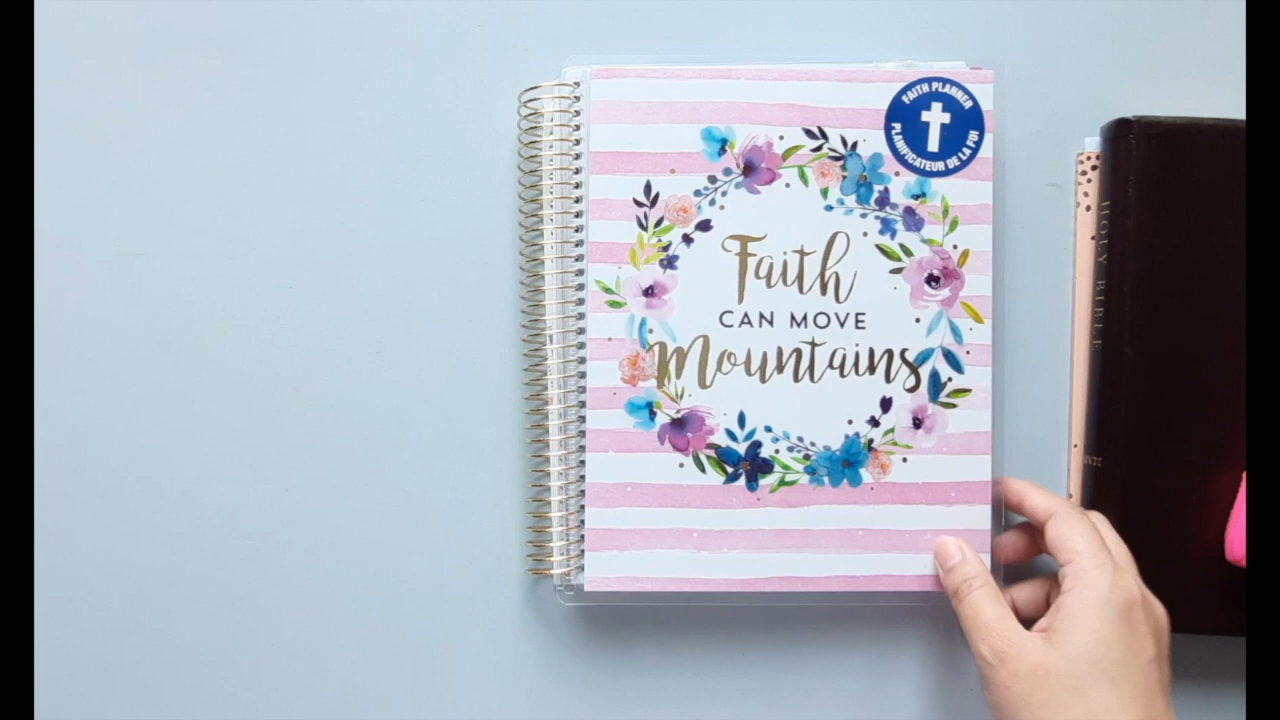 FAITH PLANNER
PLANIFICATEUR DE LA FOI
Faith
CAN MOVE
Mountains
HOLY BIBLE